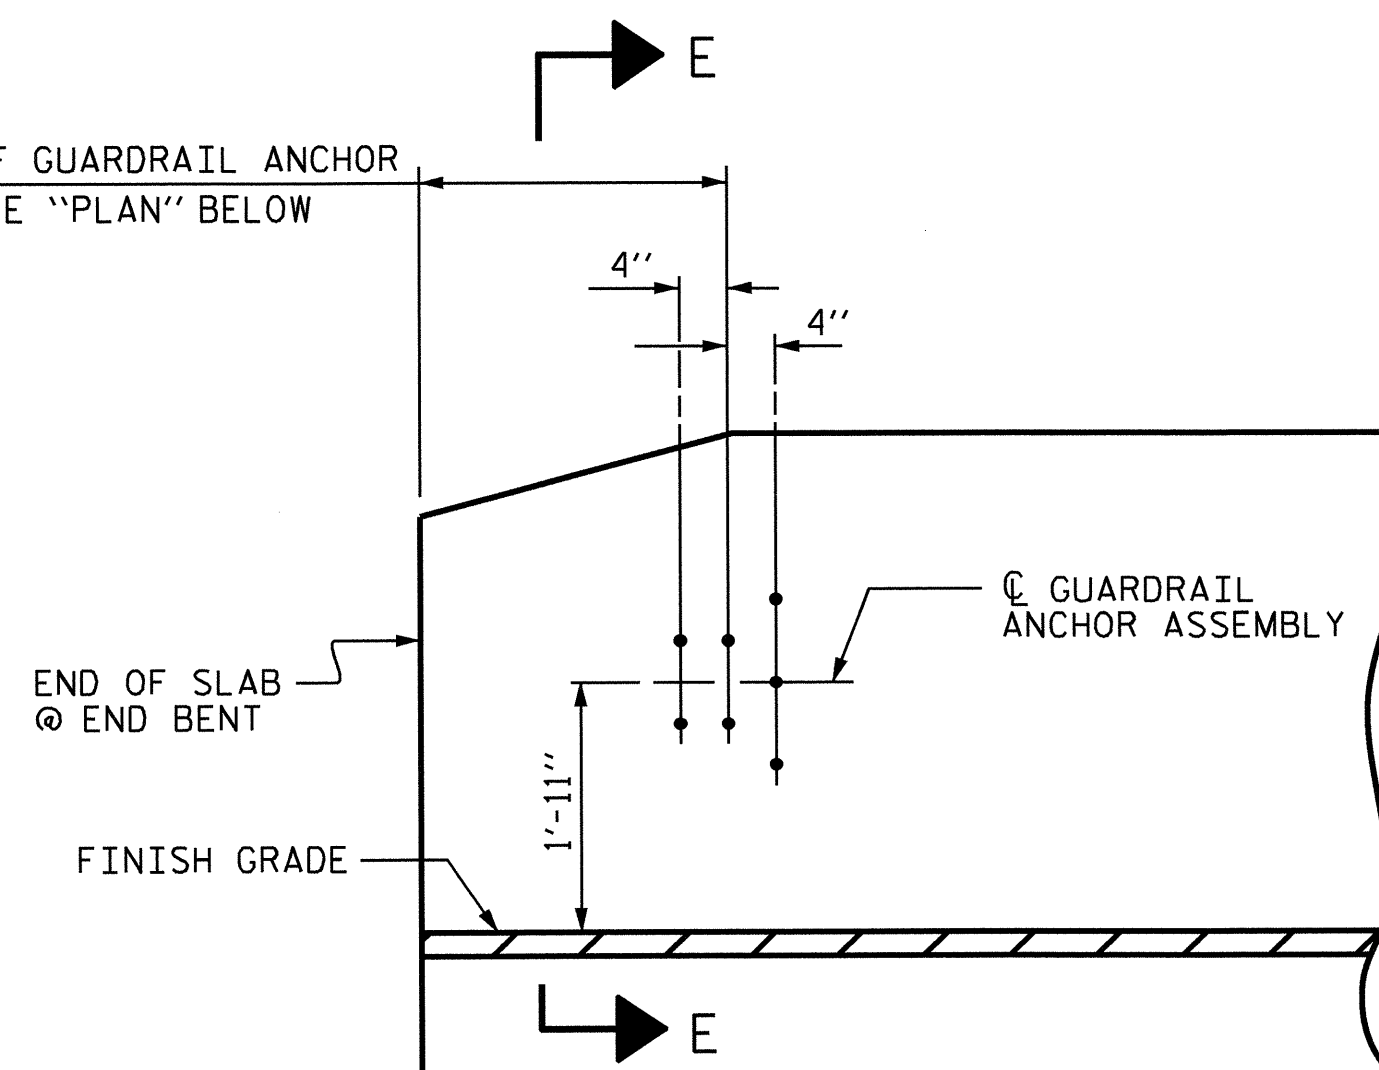 E
GUARDRAIL ANCHOR
"PLAN" BELOW
4"
4"
℄ GUARDRAIL
ANCHOR ASSEMBLY
END OF SLAB
@ END BENT
1'-11"
FINISH GRADE
E